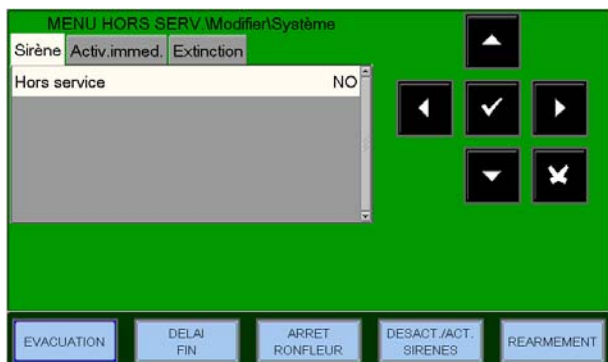 MENU HORS SERV.\Modifier\Système
Sirène Activ.immed. Extinction
Hors service NO
EVACUATION
DELAI
FIN
ARRET
RONFLEUR
DESACT./ACT.
SIRENES
REARMEMENT